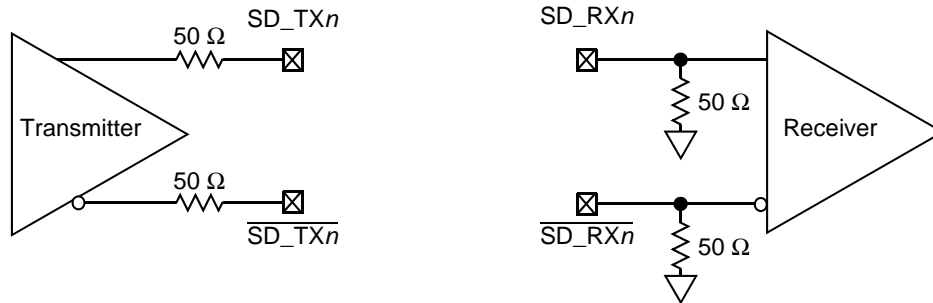 SD_TXn
50 Ω
Transmitter
50 Ω
SD_TXn
SD_RXn
50 Ω
Receiver
SD_RXn
50 Ω